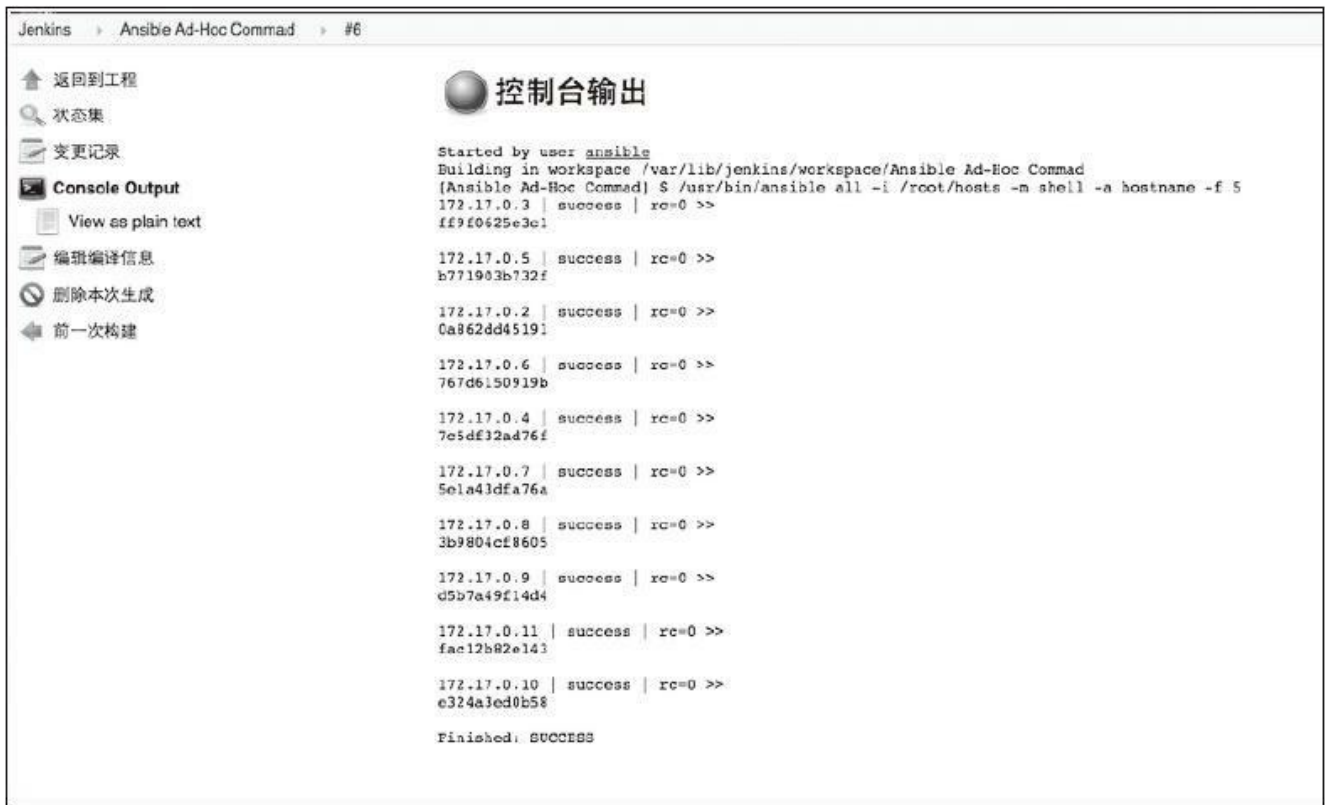 Jenkins › Ansible Ad-Hoc Commad › #6
返回到工程
状态集
变更记录
Console Output
View as plain text
编辑编译信息
删除本次生成
前一次构建
控制台输出
Started by user ansible
Building in workspace /var/lib/jenkins/workspace/Ansible Ad-Hoc Commad
[Ansible Ad-Hoc Commad] $ /usr/bin/ansible all -i /root/hosts -m shell -a hostname -f 5
172.17.0.3 | success | rc=0 >>
ff9f0625e3c1
172.17.0.5 | success | rc=0 >>
b771903b732f
172.17.0.2 | success | rc=0 >>
0a862dd45191
172.17.0.6 | success | rc=0 >>
767d6150919b
172.17.0.4 | success | rc=0 >>
7c5df32ad76f
172.17.0.7 | success | rc=0 >>
5e1a43dfa76a
172.17.0.8 | success | rc=0 >>
3b9804cf8605
172.17.0.9 | success | rc=0 >>
d5b7a49f14d4
172.17.0.11 | success | rc=0 >>
fac12b82e143
172.17.0.10 | success | rc=0 >>
e324a3ed0b58
Finished: SUCCESS